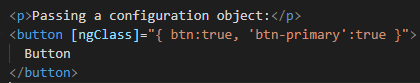 <p>Passing a configuration object:</p>
<button [ngClass]="{ btn:true, 'btn-primary':true }">
  Button
</button>